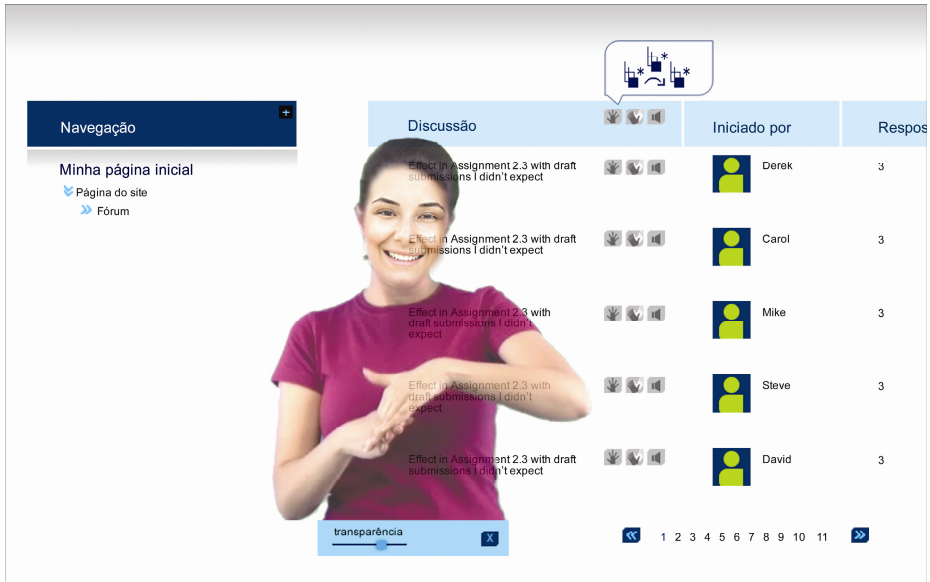 Navegação
Minha página inicial
Página do site
Fórum
Discussão
Iniciado por
Respos
Effect in Assignment 2.3 with draft
submissions I didn't expect
Derek
3
Effect in Assignment 2.3 with draft
submissions I didn't expect
Carol
3
Effect in Assignment 2.3 with
draft submissions I didn't
expect
Mike
3
Effect in Assignment 2.3 with
draft submissions I didn't
expect
Steve
3
Effect in Assignment 2.3 with draft
submissions I didn't expect
David
3
transparência
X
1 2 3 4 5 6 7 8 9 10 11